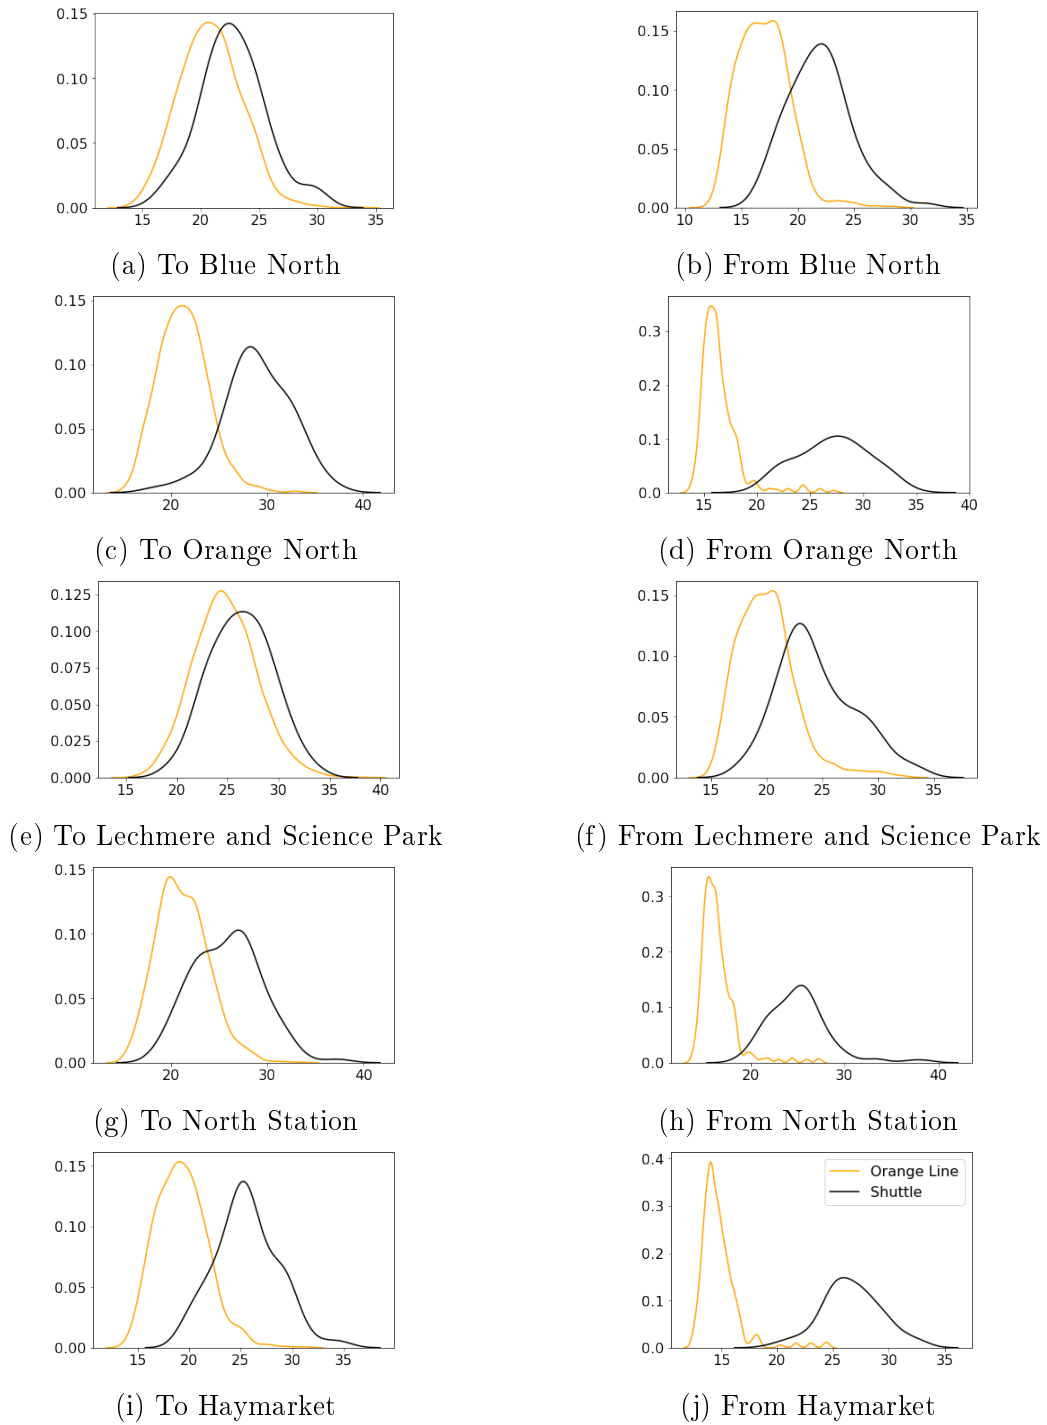 0.15
0.10
0.05
0.00
15 20 25 30 35
(a) To Blue North
0.15
0.10
0.05
0.00
10 15 20 25 30 35
(b) From Blue North
0.15
0.10
0.05
0.00
20 30 40
(c) To Orange North
0.3
0.2
0.1
0.0
15 20 25 30 35 40
(d) From Orange North
0.125
0.100
0.075
0.050
0.025
0.000
15 20 25 30 35 40
(e) To Lechmere and Science Park
0.15
0.10
0.05
0.00
15 20 25 30 35
(f) From Lechmere and Science Park
0.15
0.10
0.05
0.00
20 30 40
(g) To North Station
0.3
0.2
0.1
0.0
20 30 40
(h) From North Station
0.15
0.10
0.05
0.00
15 20 25 30 35
(i) To Haymarket
Orange Line
Shuttle
0.4
0.3
0.2
0.1
0.0
15 20 25 30 35
(j) From Haymarket